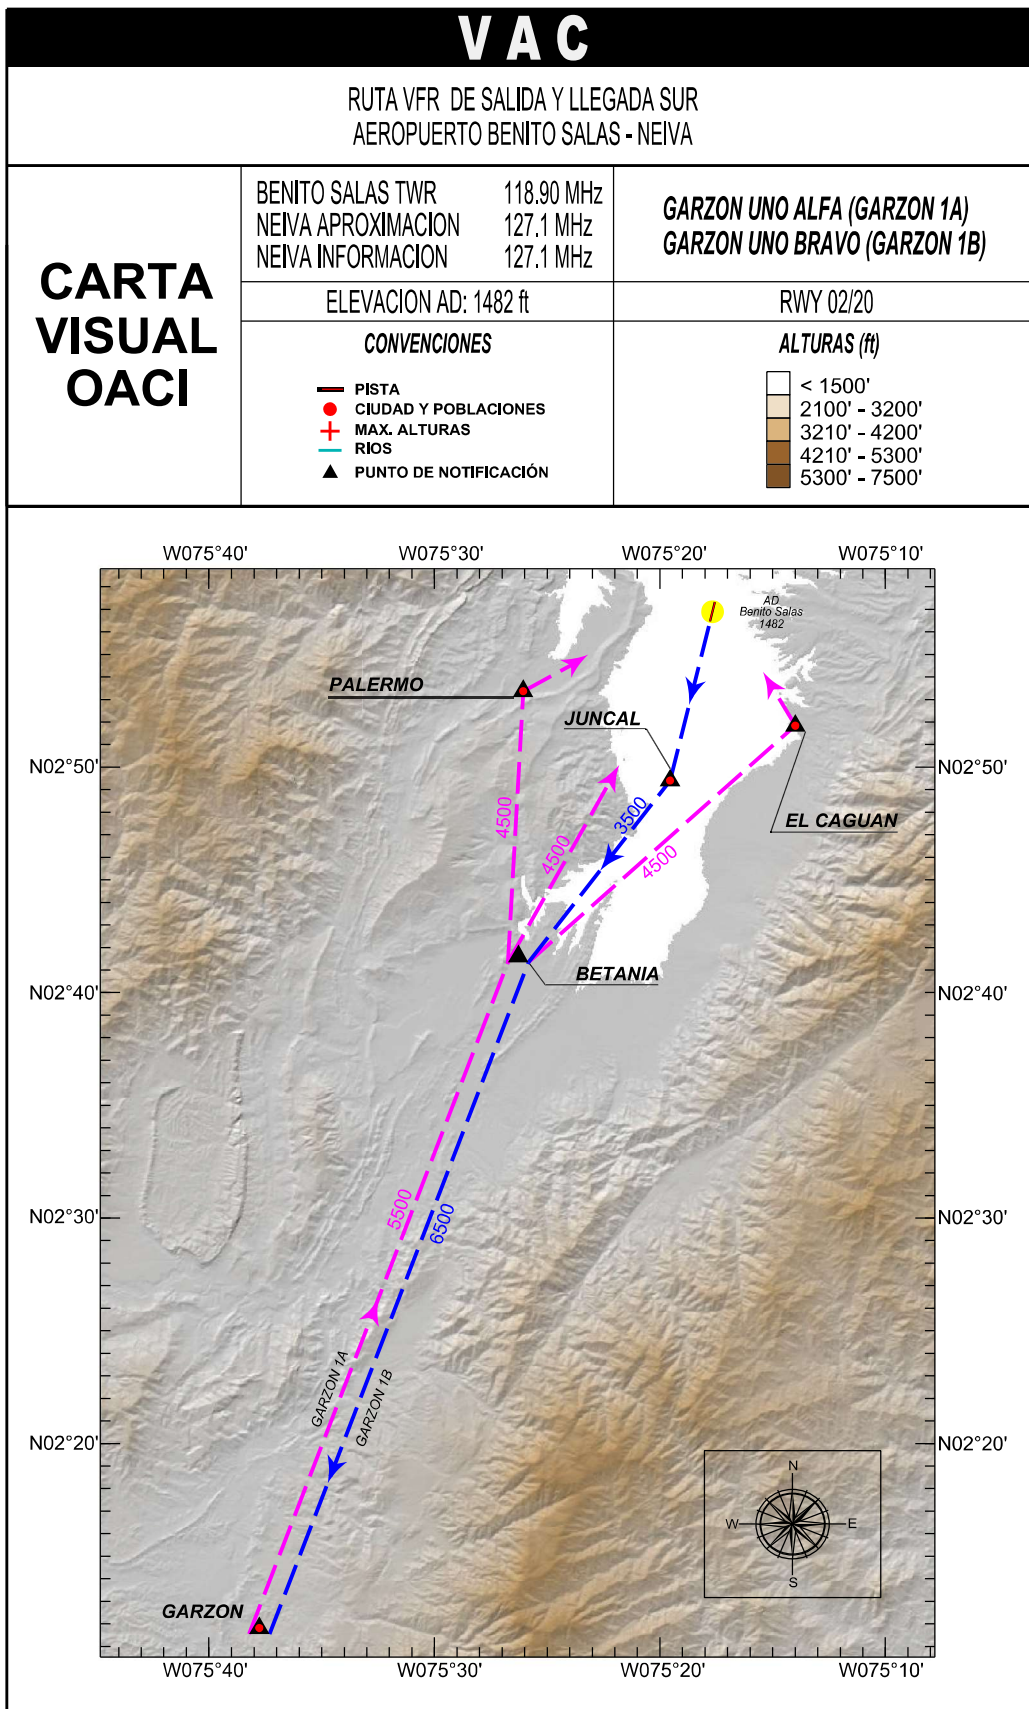 VAC
RUTA VFR DE SALIDA Y LLEGADA SUR
AEROPUERTO BENITO SALAS - NEIVA
CARTA
VISUAL
OACI
BENITO SALAS TWR 118.90 MHz
NEIVA APROXIMACION 127.1 MHz
NEIVA INFORMACION 127.1 MHz
GARZON UNO ALFA (GARZON 1A)
GARZON UNO BRAVO (GARZON 1B)
ELEVACION AD: 1482 ft
RWY 02/20
CONVENCIONES
PISTA
CIUDAD Y POBLACIONES
MAX. ALTURAS
RIOS
PUNTO DE NOTIFICACIÓN
ALTURAS (ft)
< 1500'
2100' - 3200'
3210' - 4200'
4210' - 5300'
5300' - 7500'
W075°40' W075°30' W075°20' W075°10'
AD
Benito Salas
1482
PALERMO
JUNCAL
N02°50' N02°50'
4500
4500
3500
4500
EL CAGUAN
BETANIA
N02°40' N02°40'
5500
6500
N02°30' N02°30'
GARZON 1A
GARZON 1B
N02°20' N02°20'
N
W E
S
GARZON
W075°40' W075°30' W075°20' W075°10'